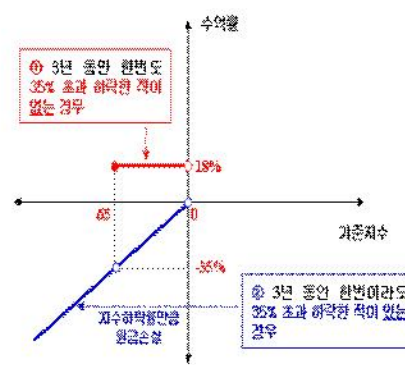 수익률
① 3년 동안 한번도
35% 초과 하락한 적이
없는 경우
18%
65
0
기준지수
-35%
② 3년 동안 한번이라도
35% 초과 하락한 적이 있는
경우
지수하락률만큼
원금손실